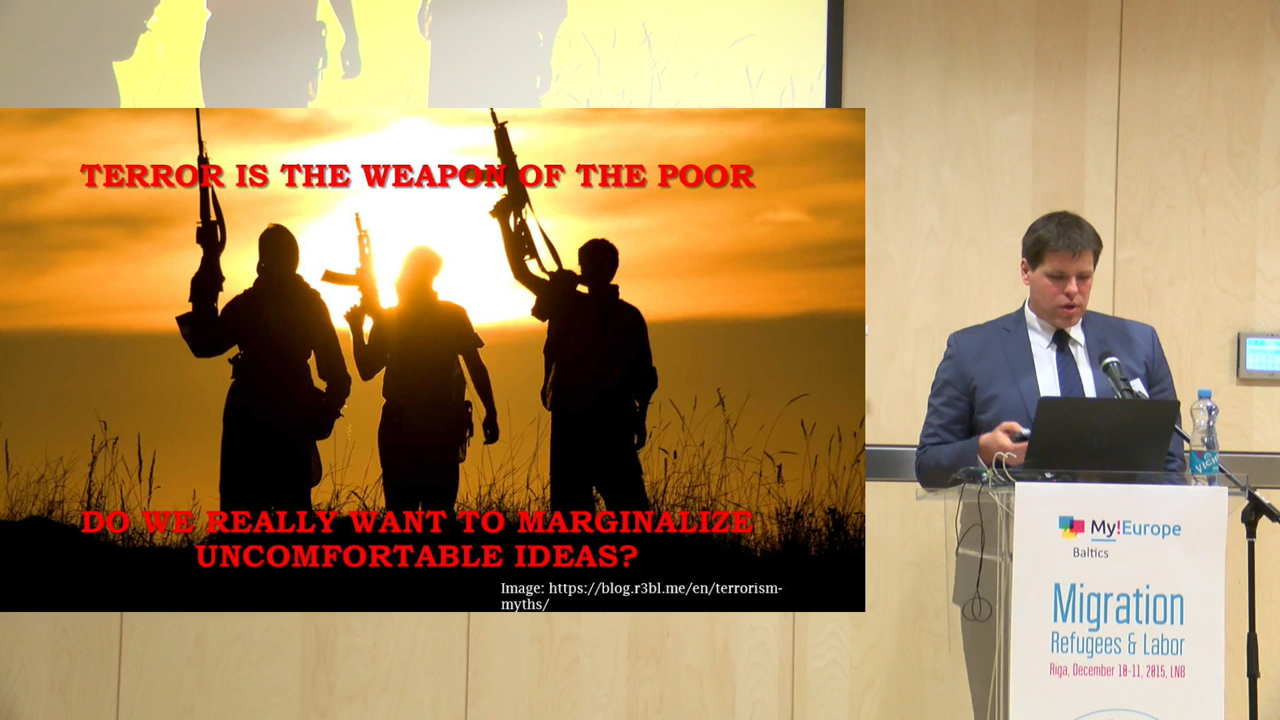 TERROR IS THE WEAPON OF THE POOR
DO WE REALLY WANT TO MARGINALIZE
UNCOMFORTABLE IDEAS?
Image: https://blog.r3bl.me/en/terrorism-
myths/
My!Europe
Baltics
Migration
Refugees & Labor
Riga, December 10-11, 2015, LNB